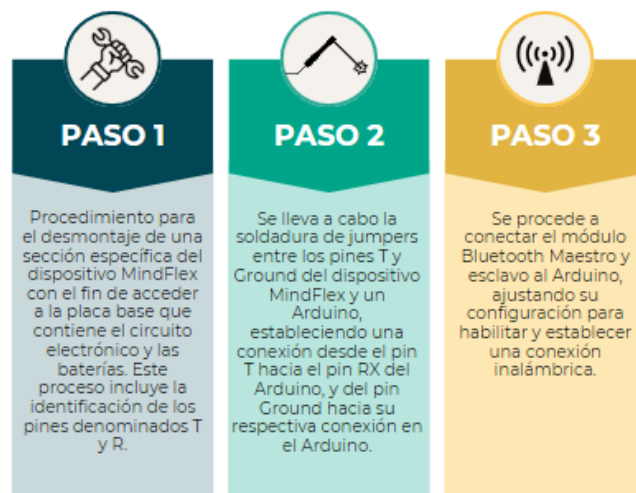 PASO 1
Procedimiento para
el desmontaje de una
sección específica del
dispositivo MindFlex
con el fin de acceder
a la placa base que
contiene el circuito
electrónico y las
baterías. Este
proceso incluye la
identificación de los
pines denominados T
y R.
PASO 2
Se lleva a cabo la
soldadura de jumpers
entre los pines T y
Ground del dispositivo
MindFlex y un
Arduino,
estableciendo una
conexión desde el pin
T hacia el pin RX del
Arduino, y del pin
Ground hacia su
respectiva conexión en
el Arduino.
PASO 3
Se procede a
conectar el módulo
Bluetooth Maestro y
esclavo al Arduino,
ajustando su
configuración para
habilitar y establecer
una conexión
inalámbrica.